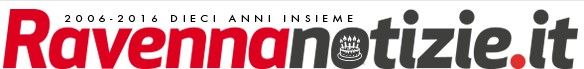 2006-2016 DIECI ANNI INSIEME
Ravennanotizie.it